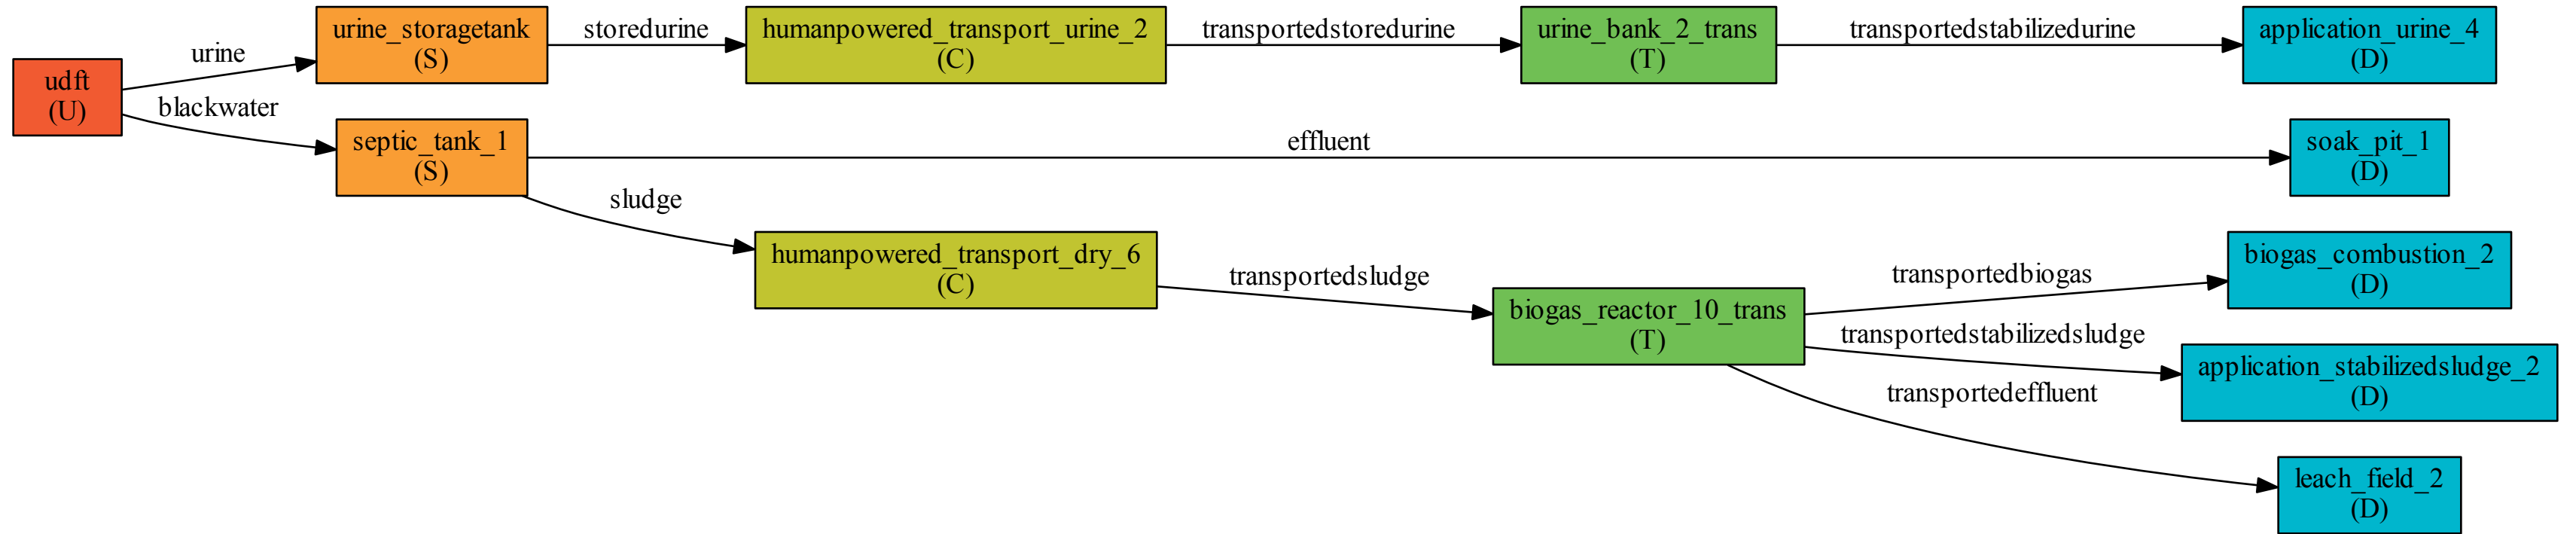 udft
(U)
urine
blackwater
urine_storagetank
(S)
storedurine
humanpowered_transport_urine_2
(C)
transportedstoredurine
urine_bank_2_trans
(T)
transportedstabilizedurine
application_urine_4
(D)
septic_tank_1
(S)
effluent
soak_pit_1
(D)
sludge
humanpowered_transport_dry_6
(C)
transportedsludge
biogas_reactor_10_trans
(T)
transportedbiogas
biogas_combustion_2
(D)
transportedstabilizedsludge
application_stabilizedsludge_2
(D)
transportedeffluent
leach_field_2
(D)